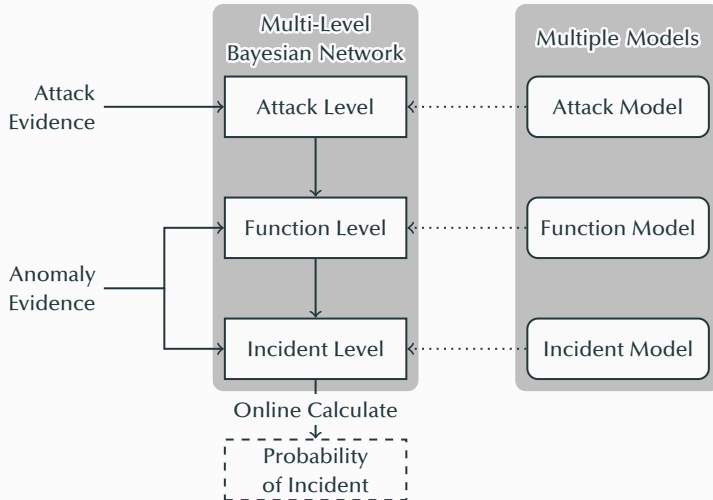 Multi-Level
Bayesian Network
Multiple Models
Attack
Evidence
Attack Level
Attack Model
Function Level
Function Model
Anomaly
Evidence
Incident Level
Incident Model
Online Calculate
Probability
of Incident